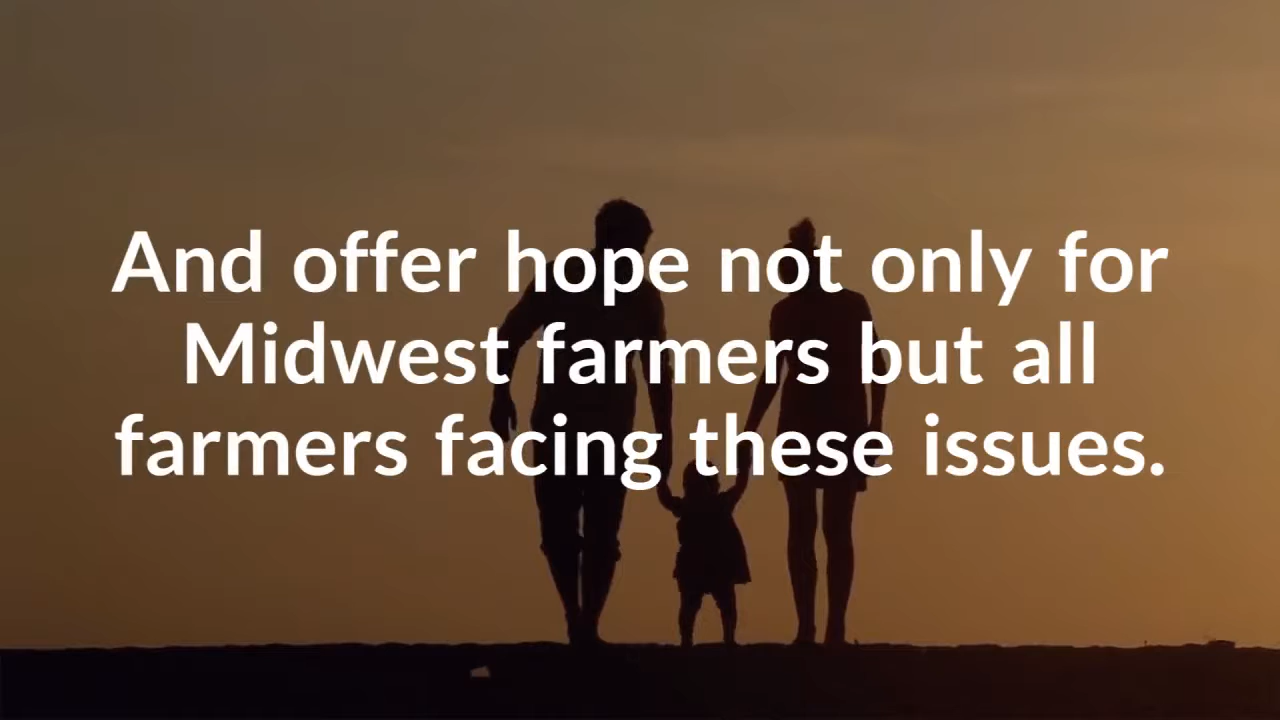 And offer hope not only for
Midwest farmers but all
farmers facing these issues.